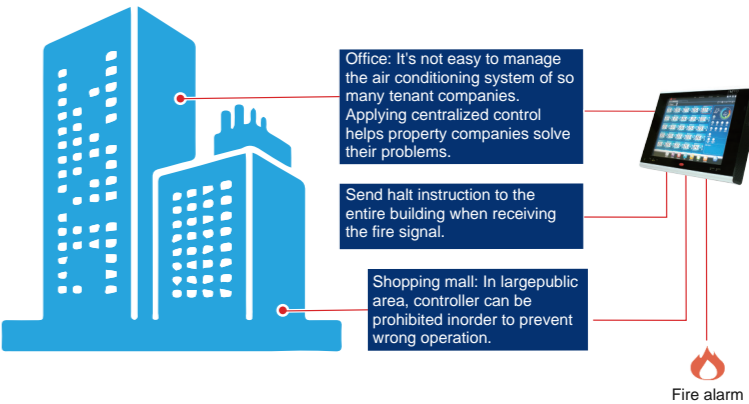 Office: It's not easy to manage
the air conditioning system of so
many tenant companies.
Applying centralized control
helps property companies solve
their problems.
Send halt instruction to the
entire building when receiving
the fire signal.
Shopping mall: In largepublic
area, controller can be
prohibited inorder to prevent
wrong operation.
Fire alarm